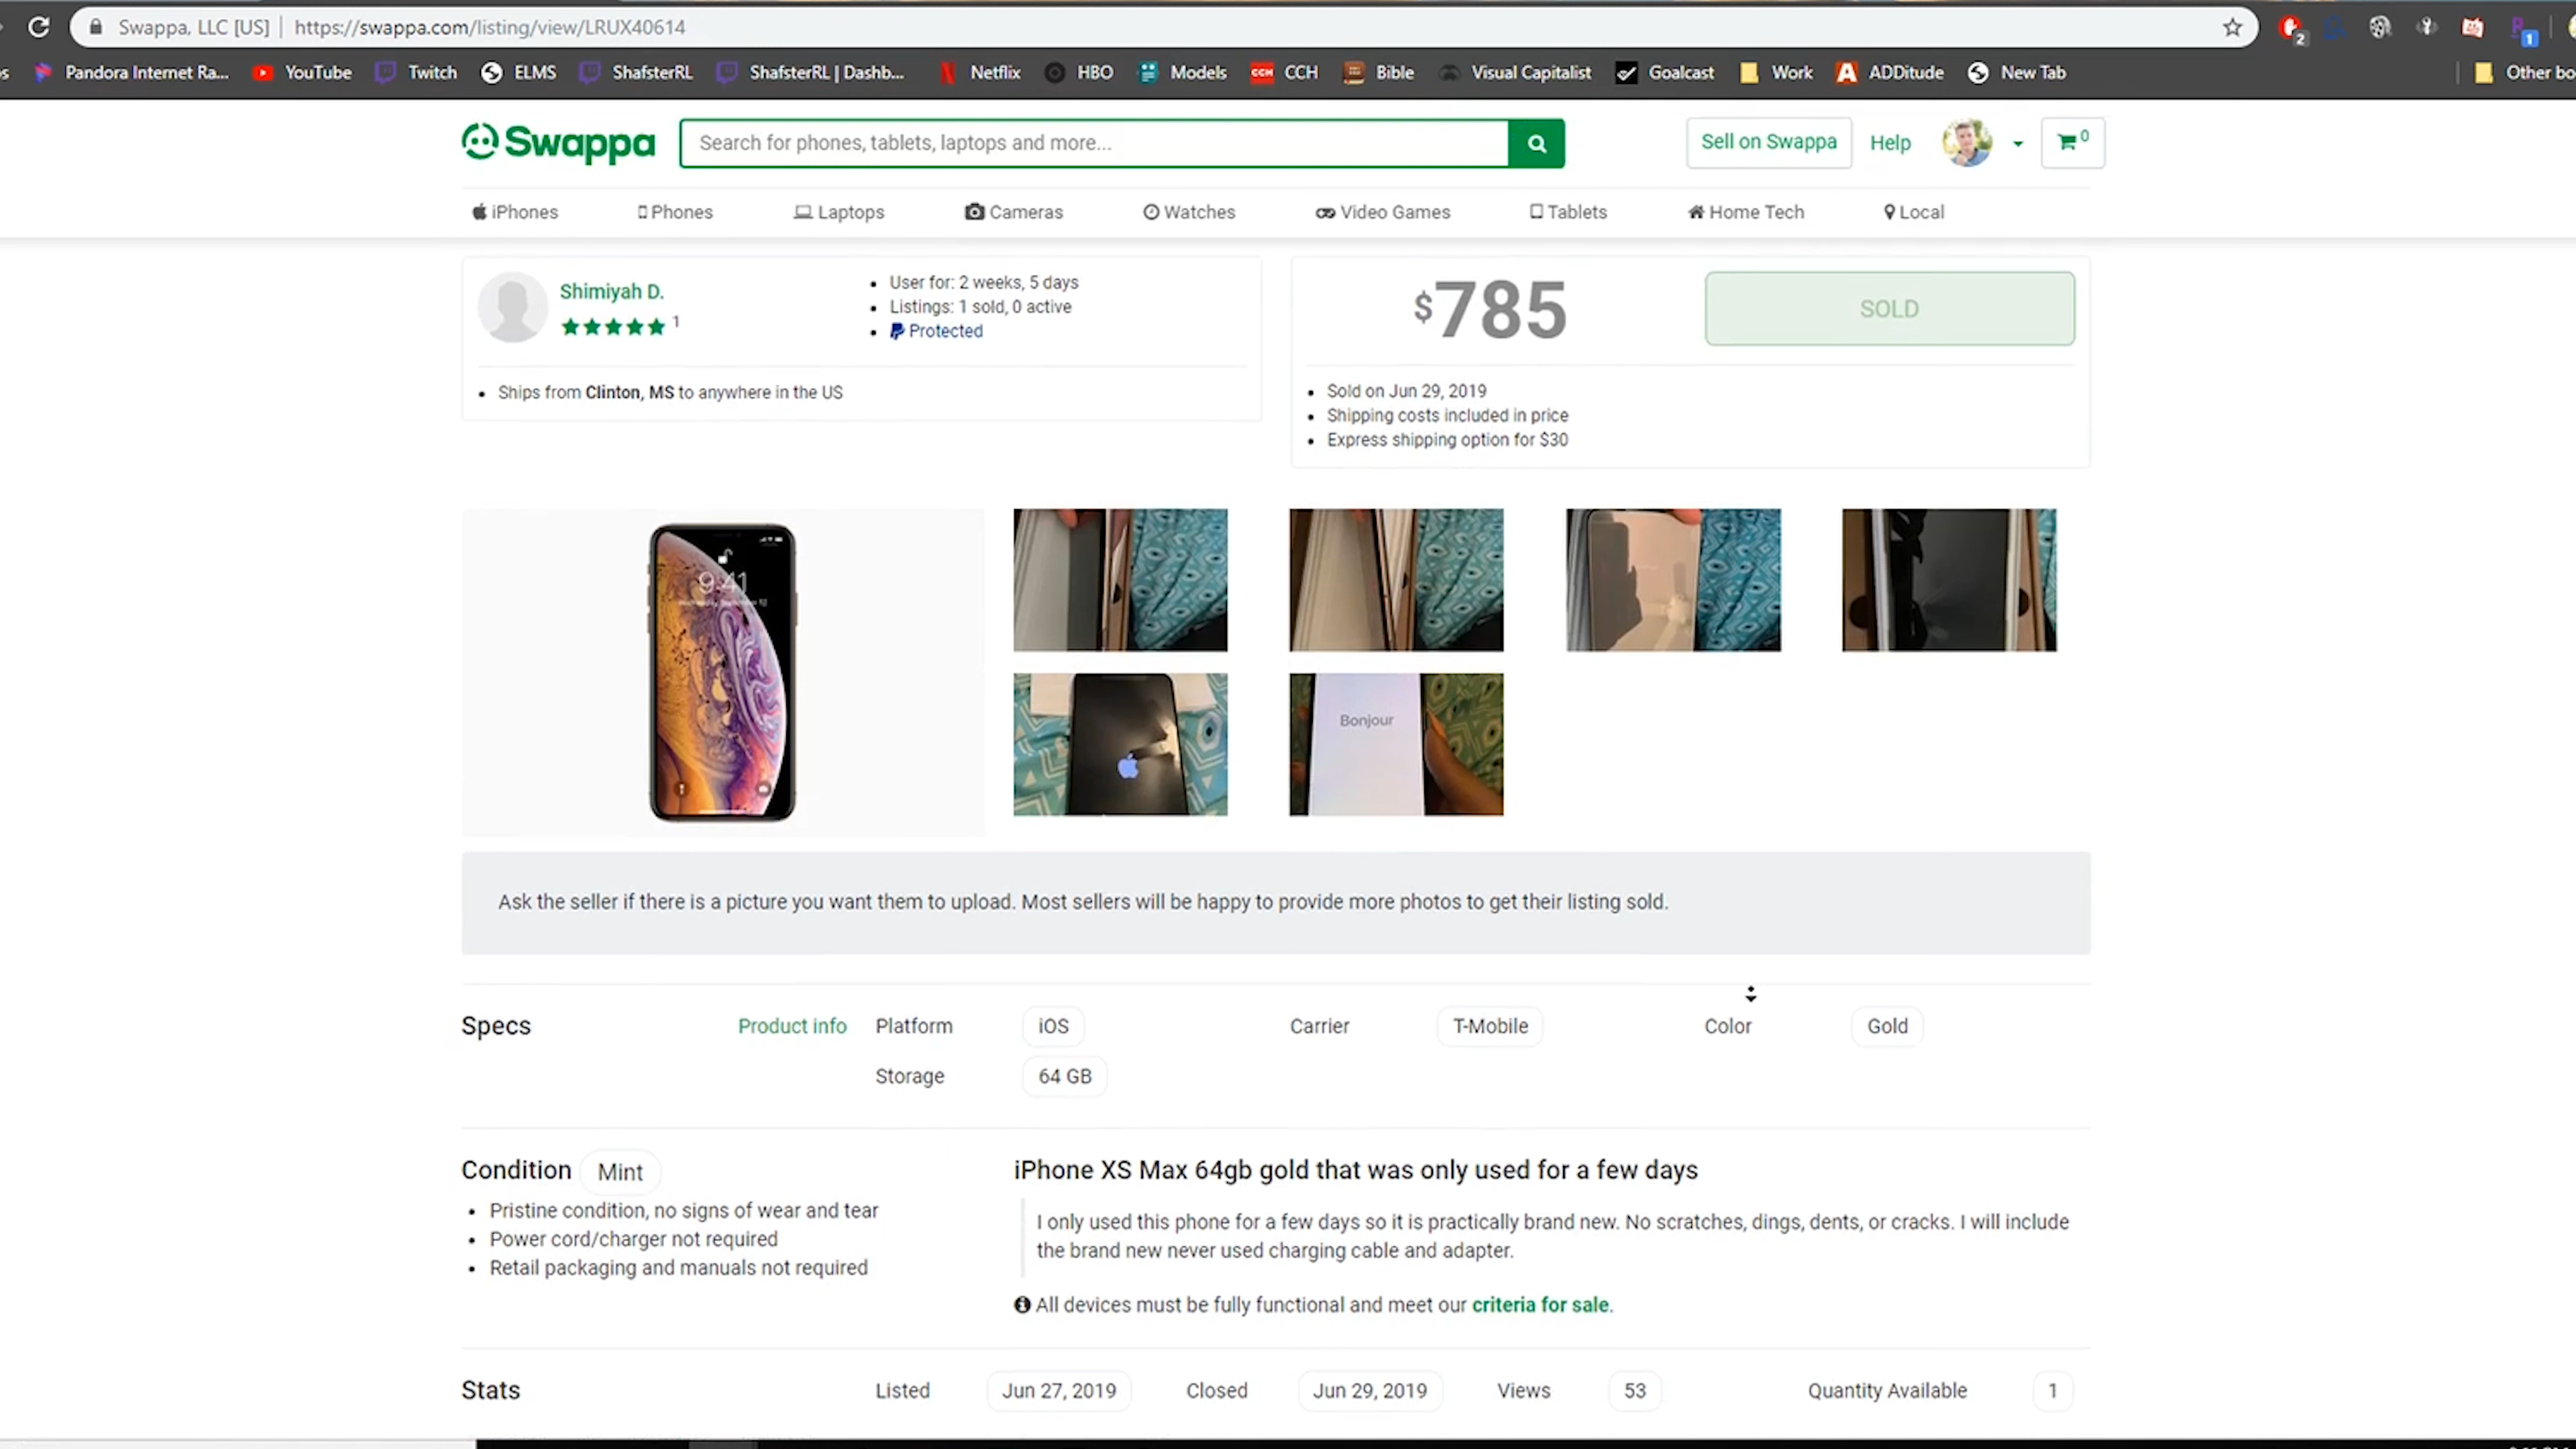 Swappa, LLC [US] | https://swappa.com/listing/view/LRUX40614
2
1
Pandora Internet Ra... YouTube Twitch ELMS ShafsterRL ShafsterRL | Dashb... Netflix HBO Models CCH CCH Bible Visual Capitalist Goalcast Work A ADDitude New Tab Other bo
Swappa Search for phones, tablets, laptops and more... Sell on Swappa Help 0
iPhones Phones Laptops Cameras Watches Video Games Tablets Home Tech Local
Shimiyah D.
1
User for: 2 weeks, 5 days
Listings: 1 sold, 0 active
Protected
Ships from Clinton, MS to anywhere in the US
$785 SOLD
Sold on Jun 29, 2019
Shipping costs included in price
Express shipping option for $30
9:41
Bonjour
Ask the seller if there is a picture you want them to upload. Most sellers will be happy to provide more photos to get their listing sold.
Specs Product info Platform iOS Carrier T-Mobile Color Gold
Storage 64 GB
Condition Mint
Pristine condition, no signs of wear and tear
Power cord/charger not required
Retail packaging and manuals not required
iPhone XS Max 64gb gold that was only used for a few days
I only used this phone for a few days so it is practically brand new. No scratches, dings, dents, or cracks. I will include
the brand new never used charging cable and adapter.
All devices must be fully functional and meet our criteria for sale.
Stats Listed Jun 27, 2019 Closed Jun 29, 2019 Views 53 Quantity Available 1